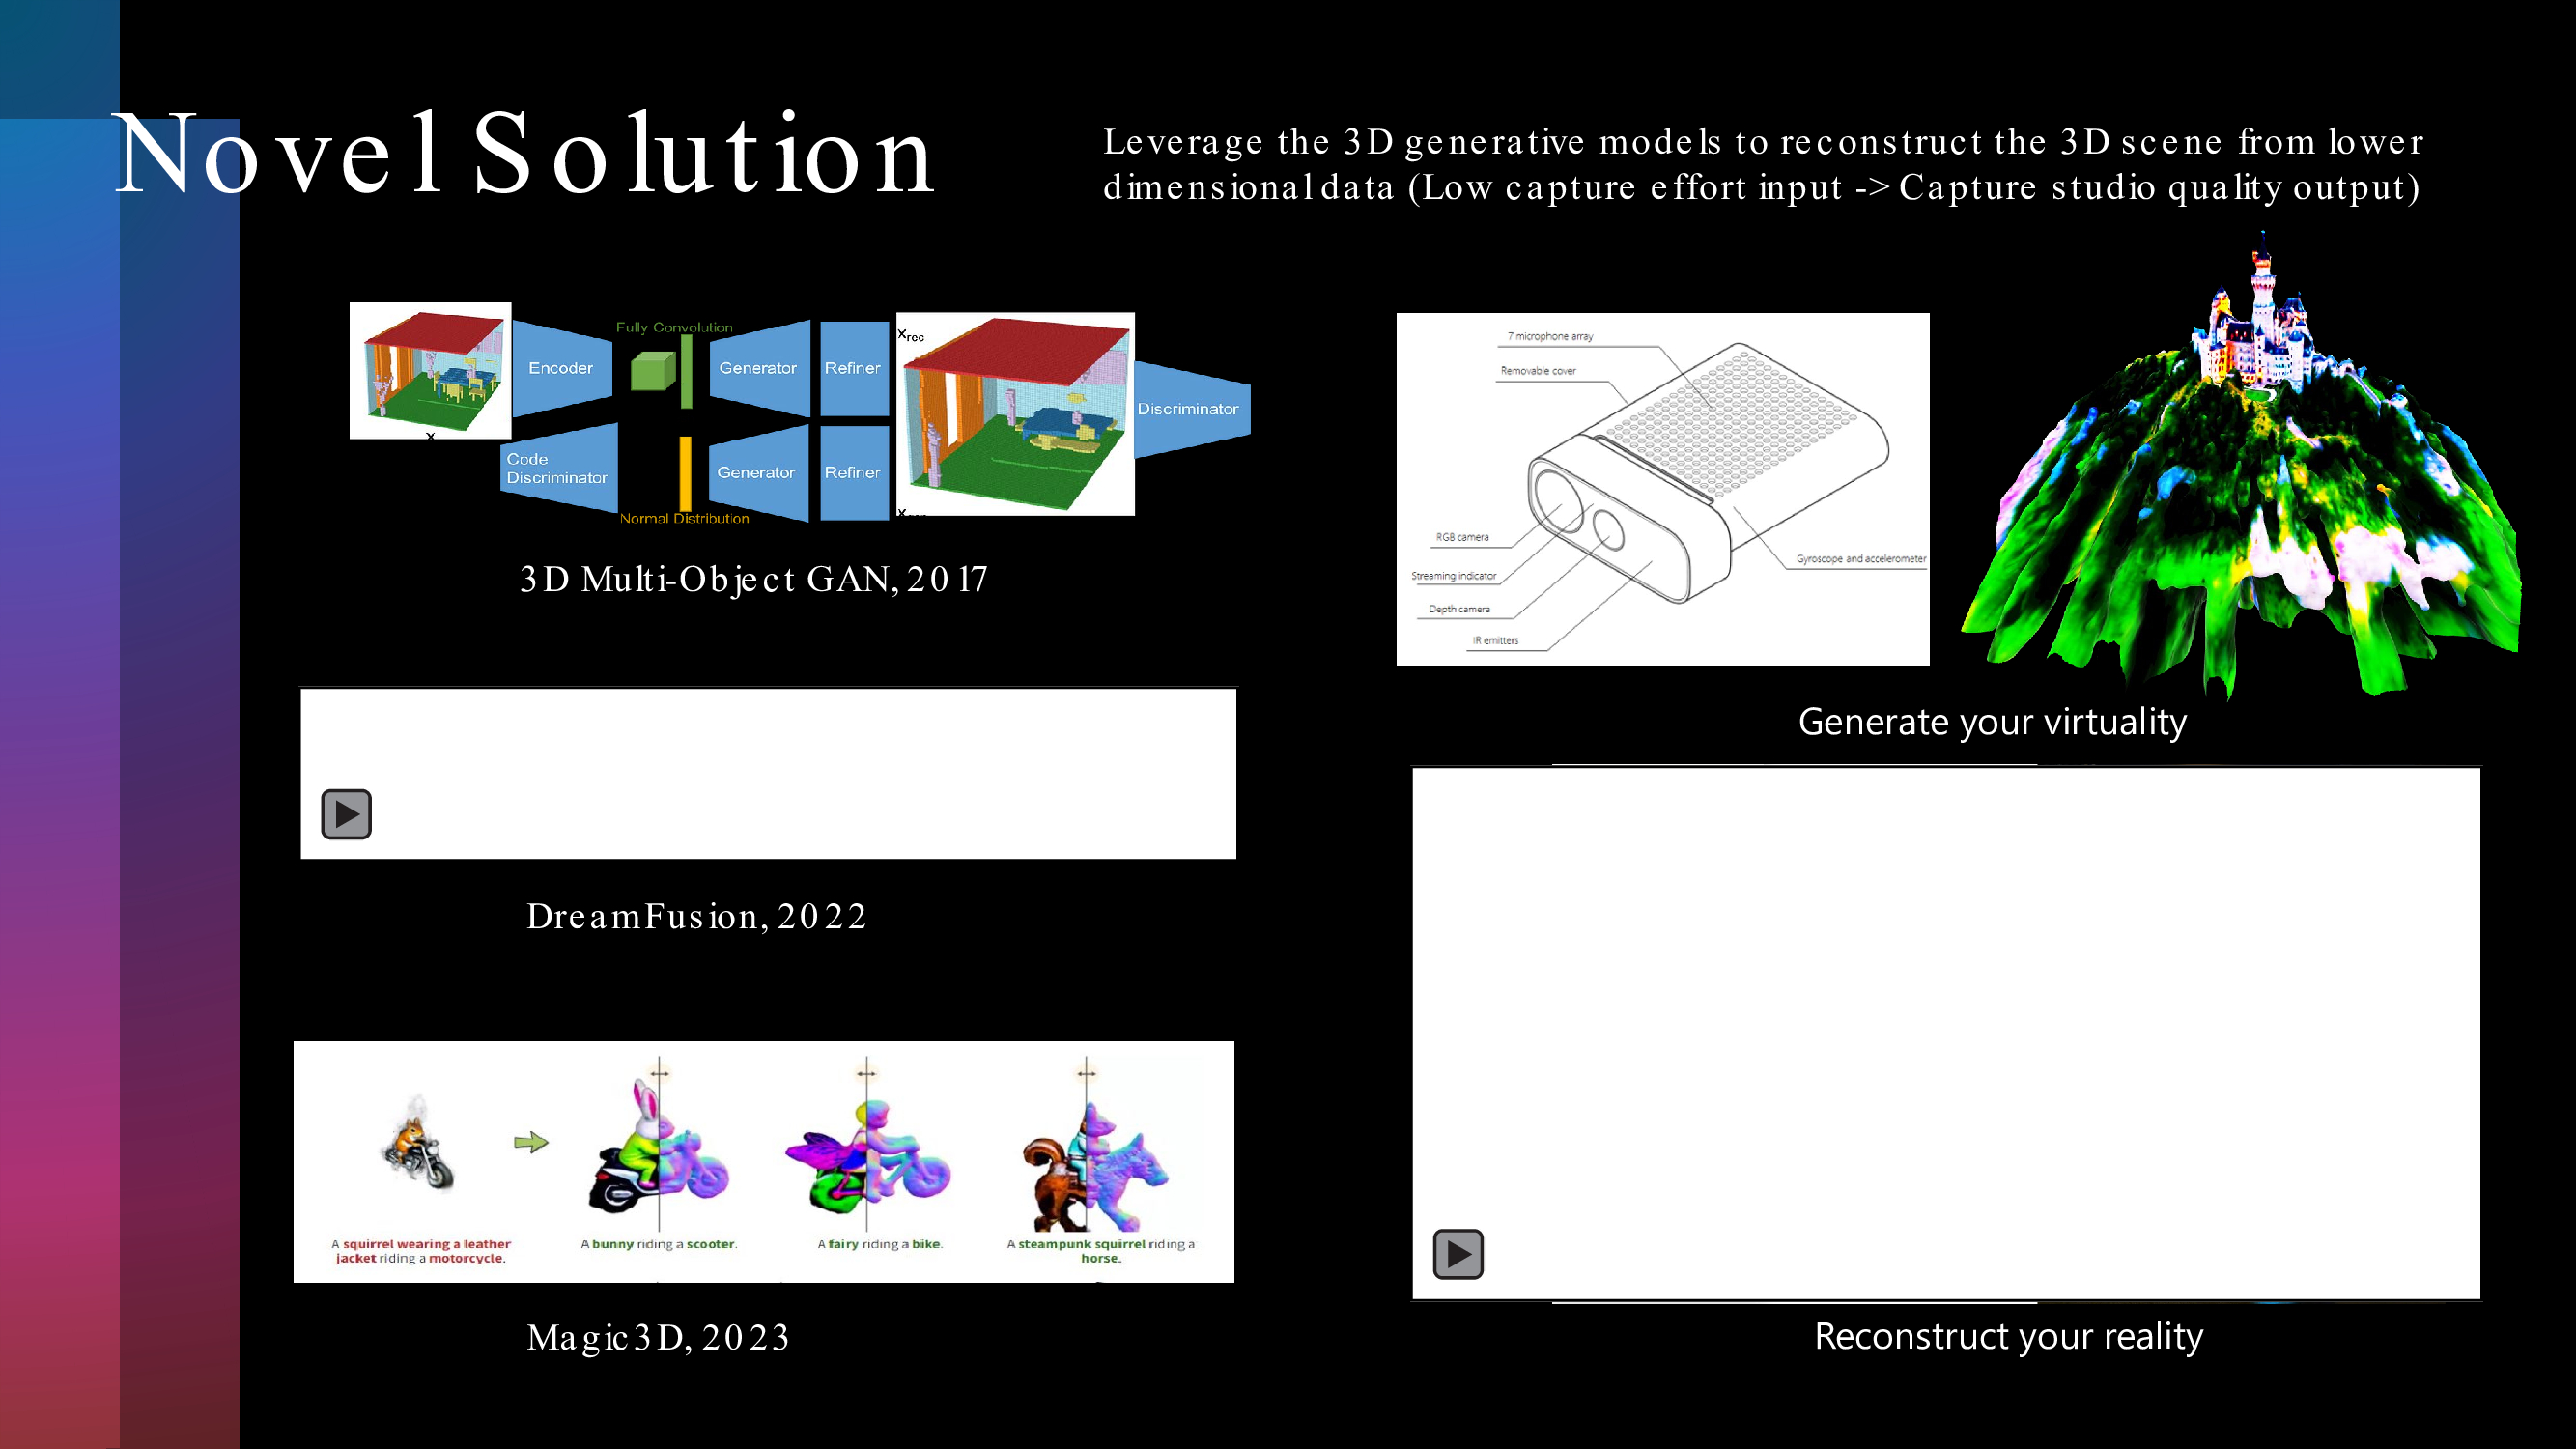 Novel Solution
Leverage the 3D generative models to reconstruct the 3D scene from lower
dimensional data (Low capture effort input -> Capture studio quality output)
Fully Convolution
Encoder
Generator
Refiner
xrec
Discriminator
x
Code
Discriminator
Generator
Refiner
Normal Distribution
3D Multi-Object GAN, 2017
7 microphone array
Removable cover
RGB camera
Streaming indicator
Depth camera
IR emitters
Gyroscope and accelerometer
Generate your virtuality
DreamFusion, 2022
A squirrel wearing a leather
jacket riding a motorcycle.
A bunny riding a scooter.
A fairy riding a bike.
A steampunk squirrel riding a
horse.
Magic3D, 2023
Reconstruct your reality